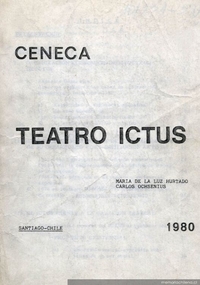 CENECA
TEATRO ICTUS
MARIA DE LA LUZ HURTADO
CARLOS OCHSENIUS
SANTIAGO-CHILE
1980